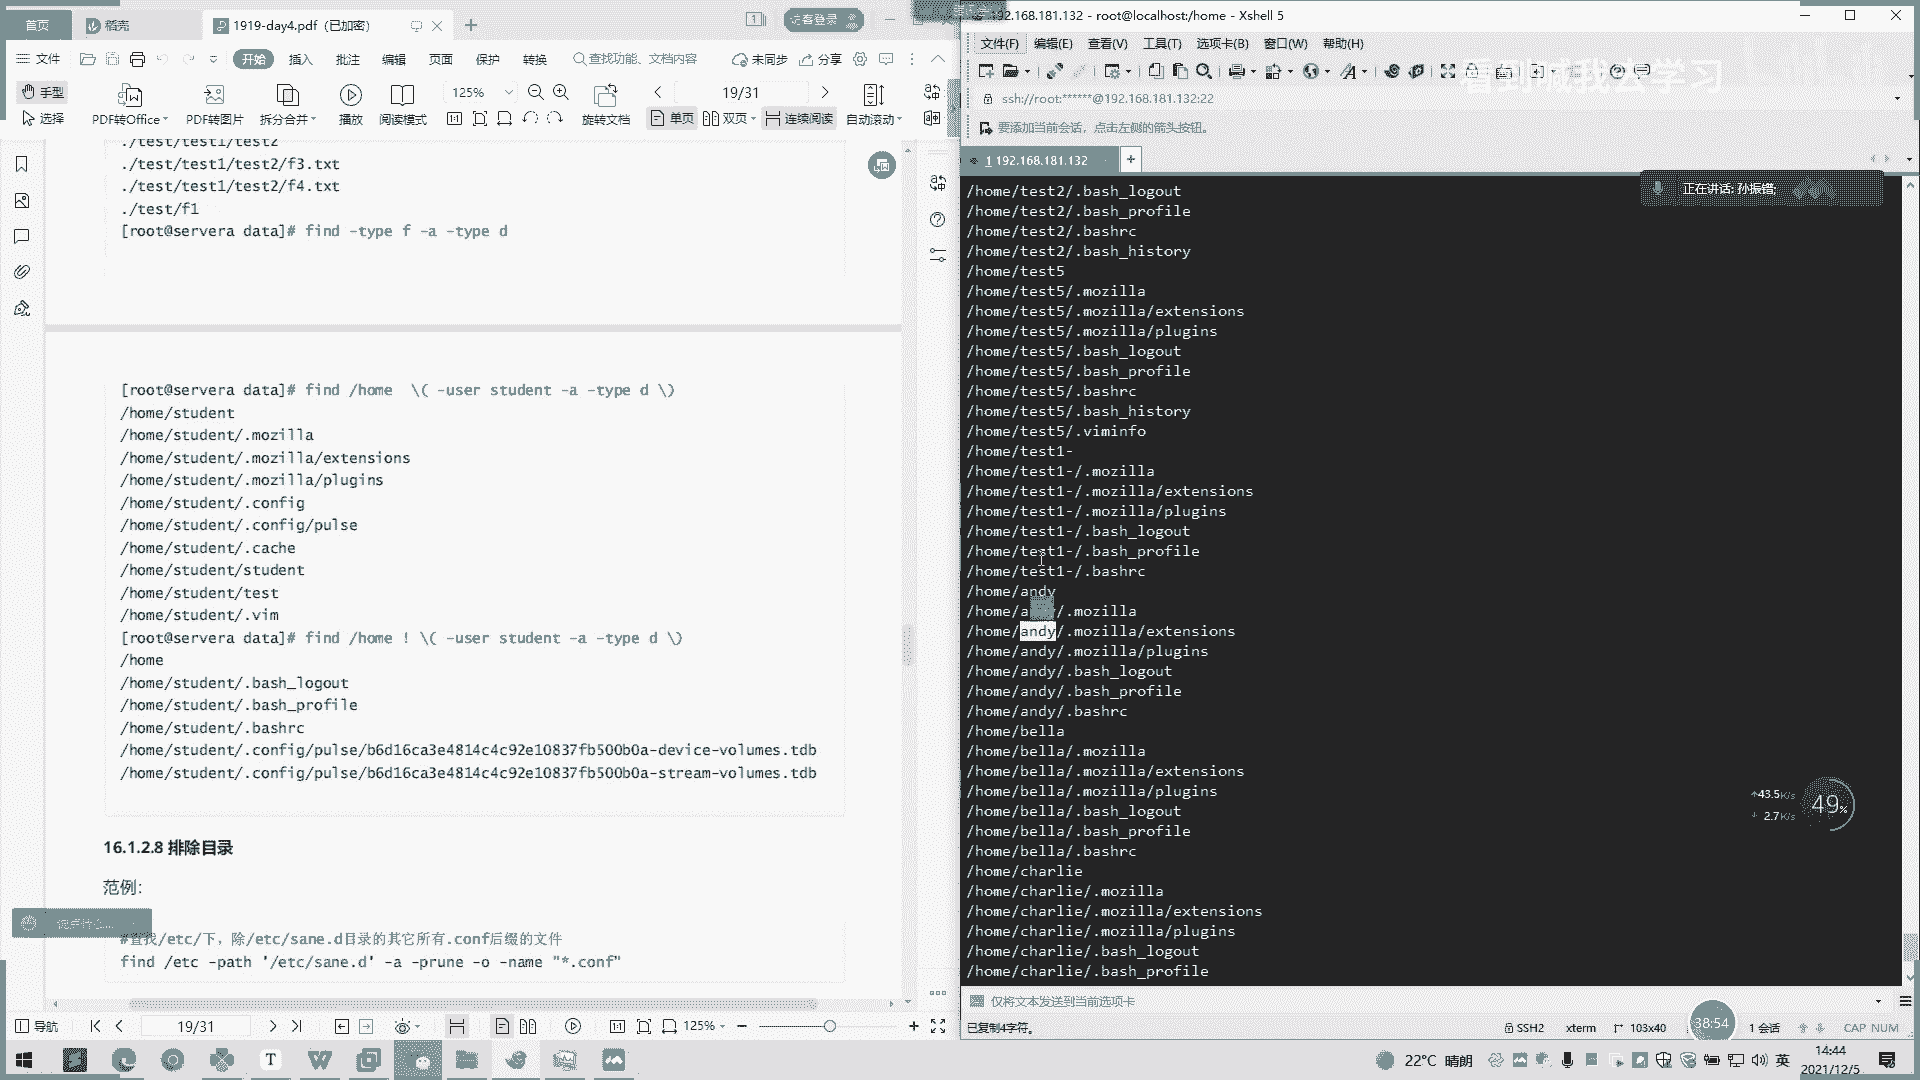 首页
稻壳
1919-day4.pdf (已加密)
访客登录
文件
开始
插入
批注
编辑
页面
保护
转换
查找功能、文档内容
未同步
分享
手型
选择
PDF转Office
PDF转图片
拆分合并
播放
阅读模式
125%
旋转文档
19/31
单页
双页
连续阅读
自动滚动
./test/test1/test2
./test/test1/test2/f3.txt
./test/test1/test2/f4.txt
./test/f1
[root@servera data]# find -type f -a -type d
[root@servera data]# find /home  \( -user student -a -type d \)
/home/student
/home/student/.mozilla
/home/student/.mozilla/extensions
/home/student/.mozilla/plugins
/home/student/.config
/home/student/.config/pulse
/home/student/.cache
/home/student/student
/home/student/test
/home/student/.vim
[root@servera data]# find /home ! \( -user student -a -type d \)
/home
/home/student/.bash_logout
/home/student/.bash_profile
/home/student/.bashrc
/home/student/.config/pulse/b6d16ca3e4814c4c92e10837fb500b0a-device-volumes.tdb
/home/student/.config/pulse/b6d16ca3e4814c4c92e10837fb500b0a-stream-volumes.tdb
16.1.2.8 排除目录
范例:
#查找/etc/下，除/etc/sane.d目录的其它所有.conf后缀的文件
find /etc -path '/etc/sane.d' -a -prune -o -name "*.conf"
导航
19/31
125%
192.168.181.132 - root@localhost:/home - Xshell 5
文件(F)
编辑(E)
查看(V)
工具(T)
选项卡(B)
窗口(W)
帮助(H)
看到喊我去学习
ssh://root:******@192.168.181.132:22
要添加当前会话，点击左侧的箭头按钮。
1 192.168.181.132
正在讲话: 孙振锴;
/home/test2/.bash_logout
/home/test2/.bash_profile
/home/test2/.bashrc
/home/test2/.bash_history
/home/test5
/home/test5/.mozilla
/home/test5/.mozilla/extensions
/home/test5/.mozilla/plugins
/home/test5/.bash_logout
/home/test5/.bash_profile
/home/test5/.bashrc
/home/test5/.bash_history
/home/test5/.viminfo
/home/test1-
/home/test1-/.mozilla
/home/test1-/.mozilla/extensions
/home/test1-/.mozilla/plugins
/home/test1-/.bash_logout
/home/test1-/.bash_profile
/home/test1-/.bashrc
/home/andy
/home/a /.mozilla
/home/andy/.mozilla/extensions
/home/andy/.mozilla/plugins
/home/andy/.bash_logout
/home/andy/.bash_profile
/home/andy/.bashrc
/home/bella
/home/bella/.mozilla
/home/bella/.mozilla/extensions
/home/bella/.mozilla/plugins
/home/bella/.bash_logout
/home/bella/.bash_profile
/home/bella/.bashrc
/home/charlie
/home/charlie/.mozilla
/home/charlie/.mozilla/extensions
/home/charlie/.mozilla/plugins
/home/charlie/.bash_logout
/home/charlie/.bash_profile
43.5K/s
2.7K/s
49%
仅将文本发送到当前选项卡
已复制4字符。
38:54
SSH2
xterm
103x40
1 会话
CAP NUM
22°C 晴朗
英
14:44
2021/12/5